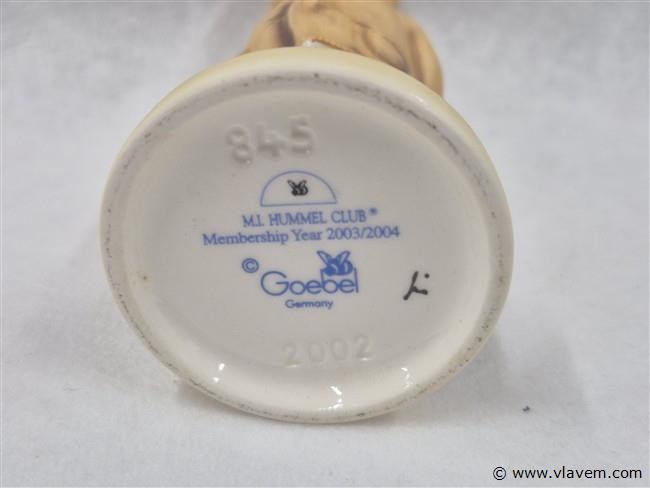 845
M.I. HUMMEL CLUB®
Membership Year 2003/2004
© Goebel
Germany
2002
© www.vlavem.com